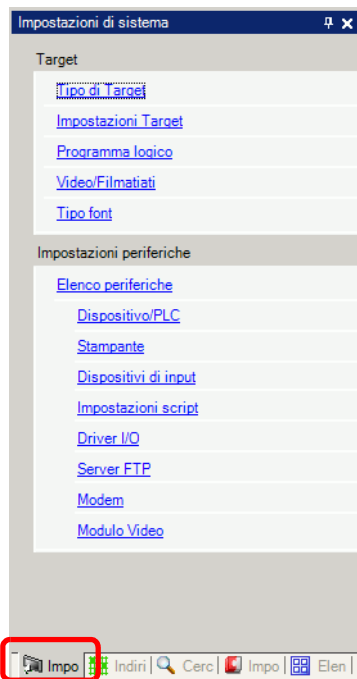 Impostazioni di sistema
Target
Tipo di Target
Impostazioni Target
Programma logico
Video/Filmatiati
Tipo font
Impostazioni periferiche
Elenco periferiche
Dispositivo/PLC
Stampante
Dispositivi di input
Impostazioni script
Driver I/O
Server FTP
Modem
Modulo Video
Impo Indiri Cerc Impo Elen